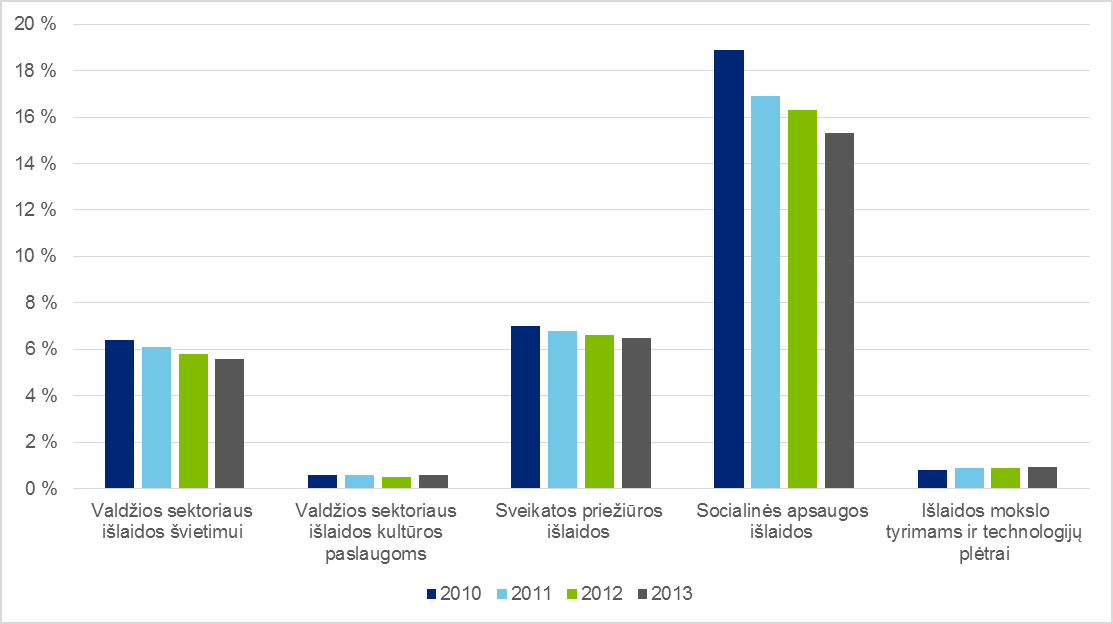 20 %
18 %
16 %
14 %
12 %
10 %
8 %
6 %
4 %
2 %
0 %
Valdžios sektoriaus
išlaidos švietimui
Valdžios sektoriaus
išlaidos kultūros
paslaugoms
Sveikatos priežiūros
išlaidos
Socialinės apsaugos
išlaidos
Išlaidos mokslo
tyrimams ir technologijų
plėtrai
2010 2011 2012 2013